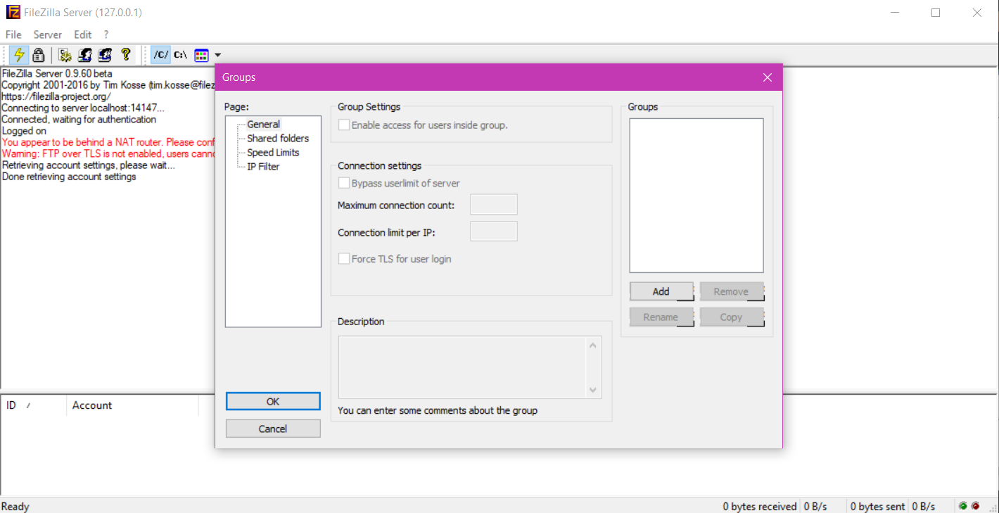 FileZilla Server (127.0.0.1)
File Server Edit ?
/C/ C:\
FileZilla Server 0.9.60 beta
Copyright 2001-2016 by Tim Kosse (tim.kosse@filez
https://filezilla-project.org/
Connecting to server localhost:14147...
Connected, waiting for authentication
Logged on
You appear to be behind a NAT router. Please conf
Warning: FTP over TLS is not enabled, users canno
Retrieving account settings, please wait...
Done retrieving account settings
Groups
Page:
General
Shared folders
Speed Limits
IP Filter
OK
Cancel
Group Settings
Enable access for users inside group.
Connection settings
Bypass userlimit of server
Maximum connection count:
Connection limit per IP:
Force TLS for user login
Description
You can enter some comments about the group
Groups
Add Remove
Rename Copy
ID / Account
Ready 0 bytes received 0 B/s 0 bytes sent 0 B/s